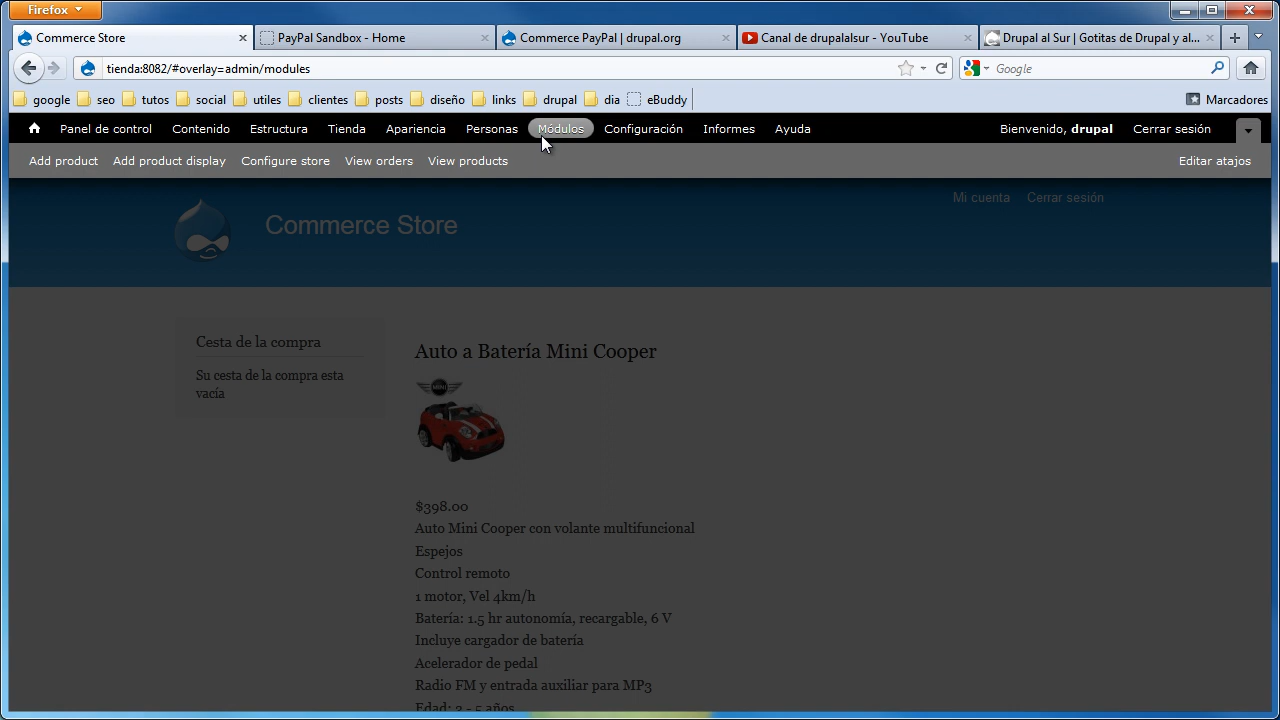 Firefox
Commerce Store
PayPal Sandbox - Home
Commerce PayPal | drupal.org
Canal de drupalalsur - YouTube
Drupal al Sur | Gotitas de Drupal y al...
tienda:8082/#overlay=admin/modules
Google
google seo tutos social utiles clientes posts diseño links drupal dia eBuddy Marcadores
Panel de control Contenido Estructura Tienda Apariencia Personas Módulos Configuración Informes Ayuda Bienvenido, drupal Cerrar sesión
Add product Add product display Configure store View orders View products Editar atajos
Mi cuenta Cerrar sesión
Commerce Store
Cesta de la compra
Su cesta de la compra esta
vacía
Auto a Batería Mini Cooper
MINI
$398.00
Auto Mini Cooper con volante multifuncional
Espejos
Control remoto
1 motor, Vel 4km/h
Batería: 1.5 hr autonomía, recargable, 6 V
Incluye cargador de batería
Acelerador de pedal
Radio FM y entrada auxiliar para MP3
Edad: 3 - 5 años